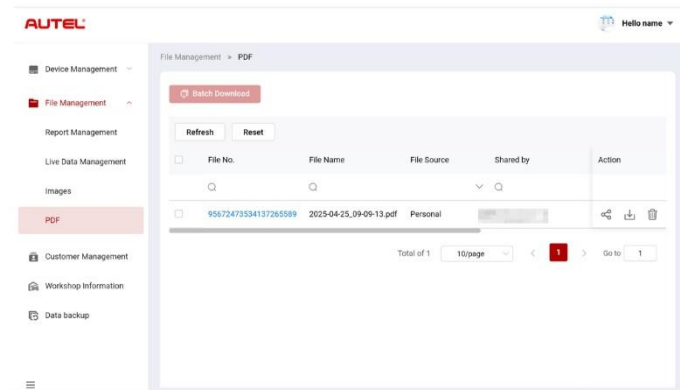 AUTEL
Hello name
Device Management
File Management
Report Management
Live Data Management
Images
PDF
Customer Management
Workshop Information
Data backup
File Management > PDF
Batch Download
Refresh Reset
File No. File Name File Source Shared by Action
95672473534137265589 2025-04-25_09-09-13.pdf Personal
Total of 1 10/page < 1 > Go to 1